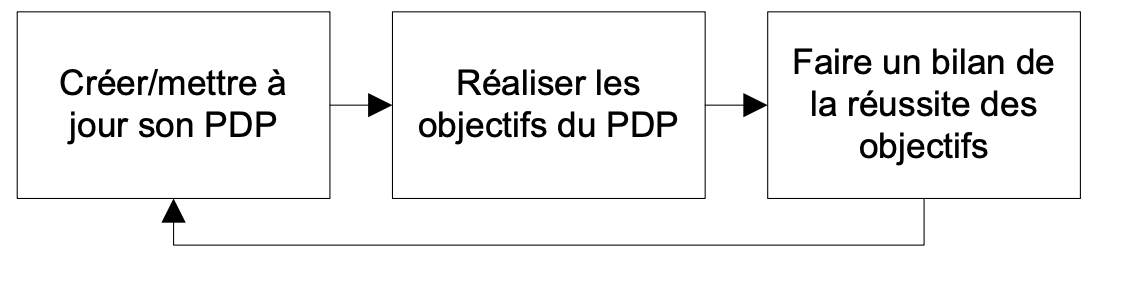 Créer/mettre à
jour son PDP
Réaliser les
objectifs du PDP
Faire un bilan de
la réussite des
objectifs